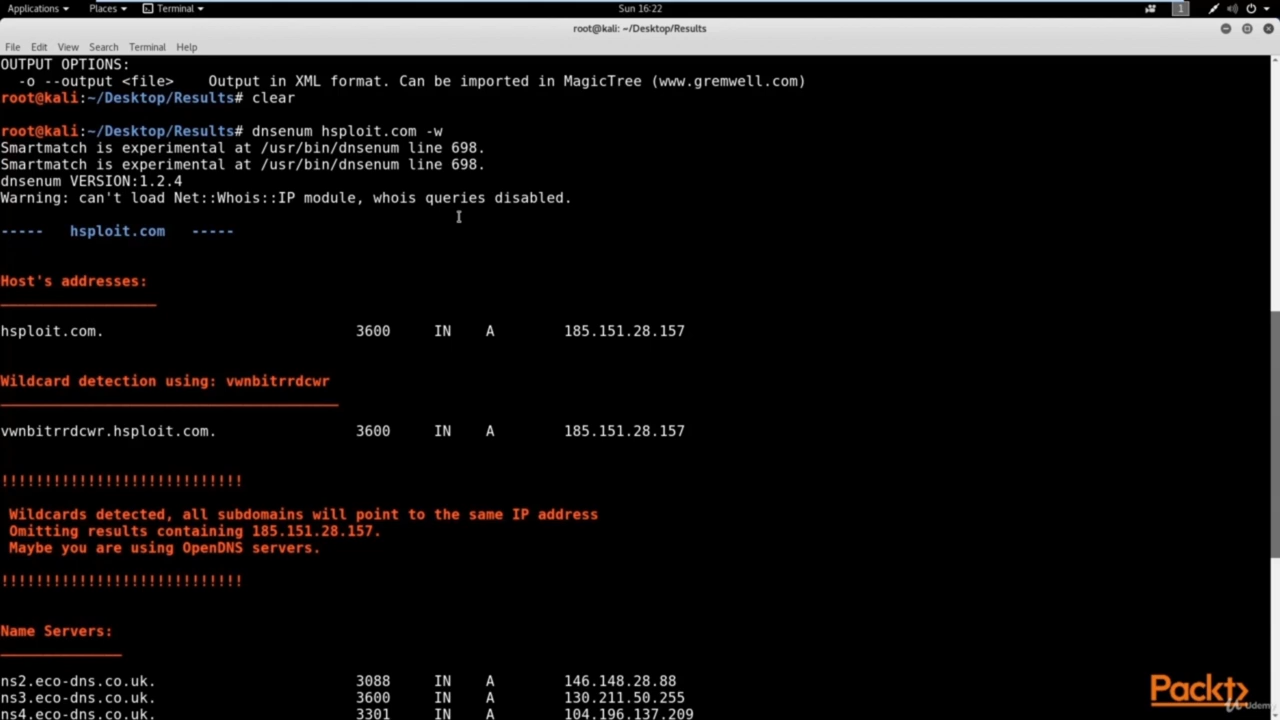 Applications Places Terminal Sun 16:22 1
root@kali: ~/Desktop/Results
File Edit View Search Terminal Help
OUTPUT OPTIONS:
-o --output <file> Output in XML format. Can be imported in MagicTree (www.gremwell.com)
root@kali:~/Desktop/Results# clear
root@kali:~/Desktop/Results# dnsenum hsploit.com -w
Smartmatch is experimental at /usr/bin/dnsenum line 698.
Smartmatch is experimental at /usr/bin/dnsenum line 698.
dnsenum VERSION:1.2.4
Warning: can't load Net::Whois::IP module, whois queries disabled.
----- hsploit.com -----
Host's addresses:
__________________
hsploit.com. 3600 IN A 185.151.28.157
Wildcard detection using: vwnbitrrdcwr
_______________________________________
vwnbitrrdcwr.hsploit.com. 3600 IN A 185.151.28.157
!!!!!!!!!!!!!!!!!!!!!!!!!!!!
Wildcards detected, all subdomains will point to the same IP address
Omitting results containing 185.151.28.157.
Maybe you are using OpenDNS servers.
!!!!!!!!!!!!!!!!!!!!!!!!!!!!
Name Servers:
______________
ns2.eco-dns.co.uk. 3088 IN A 146.148.28.88
ns3.eco-dns.co.uk. 3600 IN A 130.211.50.255
ns4.eco-dns.co.uk. 3301 IN A 104.196.137.209
Packt>
Udemy